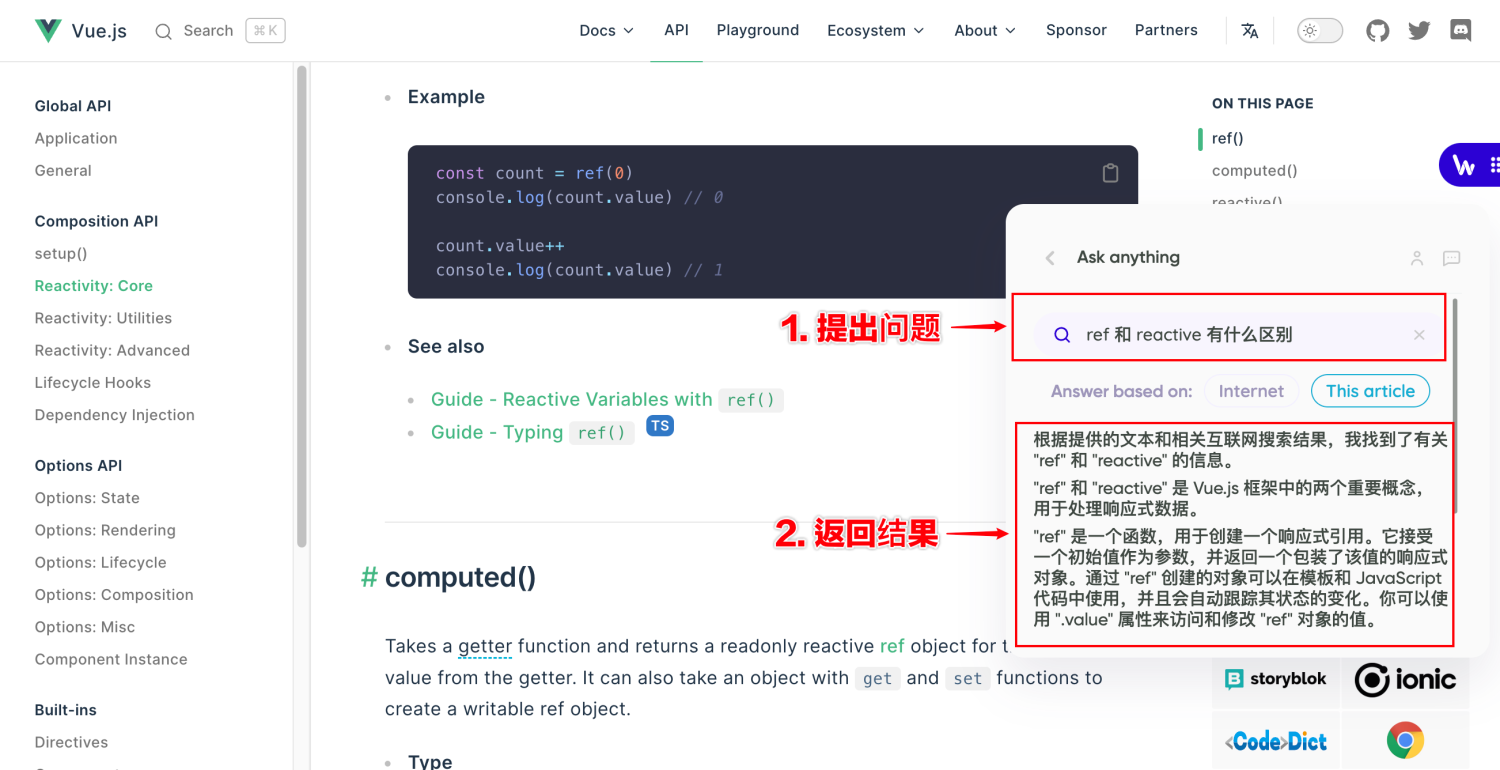 Vue.js
Search
⌘ K
Docs
API
Playground
Ecosystem
About
Sponsor
Partners
Global API
Application
General
Composition API
setup()
Reactivity: Core
Reactivity: Utilities
Reactivity: Advanced
Lifecycle Hooks
Dependency Injection
Options API
Options: State
Options: Rendering
Options: Lifecycle
Options: Composition
Options: Misc
Component Instance
Built-ins
Directives
Example
const count = ref(0)
console.log(count.value) // 0
count.value++
console.log(count.value) // 1
See also
Guide - Reactive Variables with ref()
Guide - Typing ref() TS
# computed()
Takes a getter function and returns a readonly reactive ref object for
value from the getter. It can also take an object with get and set functions to
create a writable ref object.
Type
ON THIS PAGE
ref()
computed()
reactive()
Ask anything
1. 提出问题
ref 和 reactive 有什么区别
Answer based on:
Internet
This article
2. 返回结果
根据提供的文本和相关互联网搜索结果，我找到了有关
"ref" 和 "reactive" 的信息。
"ref" 和 "reactive" 是 Vue.js 框架中的两个重要概念，
用于处理响应式数据。
"ref" 是一个函数，用于创建一个响应式引用。它接受
一个初始值作为参数，并返回一个包装了该值的响应式
对象。通过 "ref" 创建的对象可以在模板和 JavaScript
代码中使用，并且会自动跟踪其状态的变化。你可以使
用 ".value" 属性来访问和修改 "ref" 对象的值。
storyblok
ionic
<CodeDict